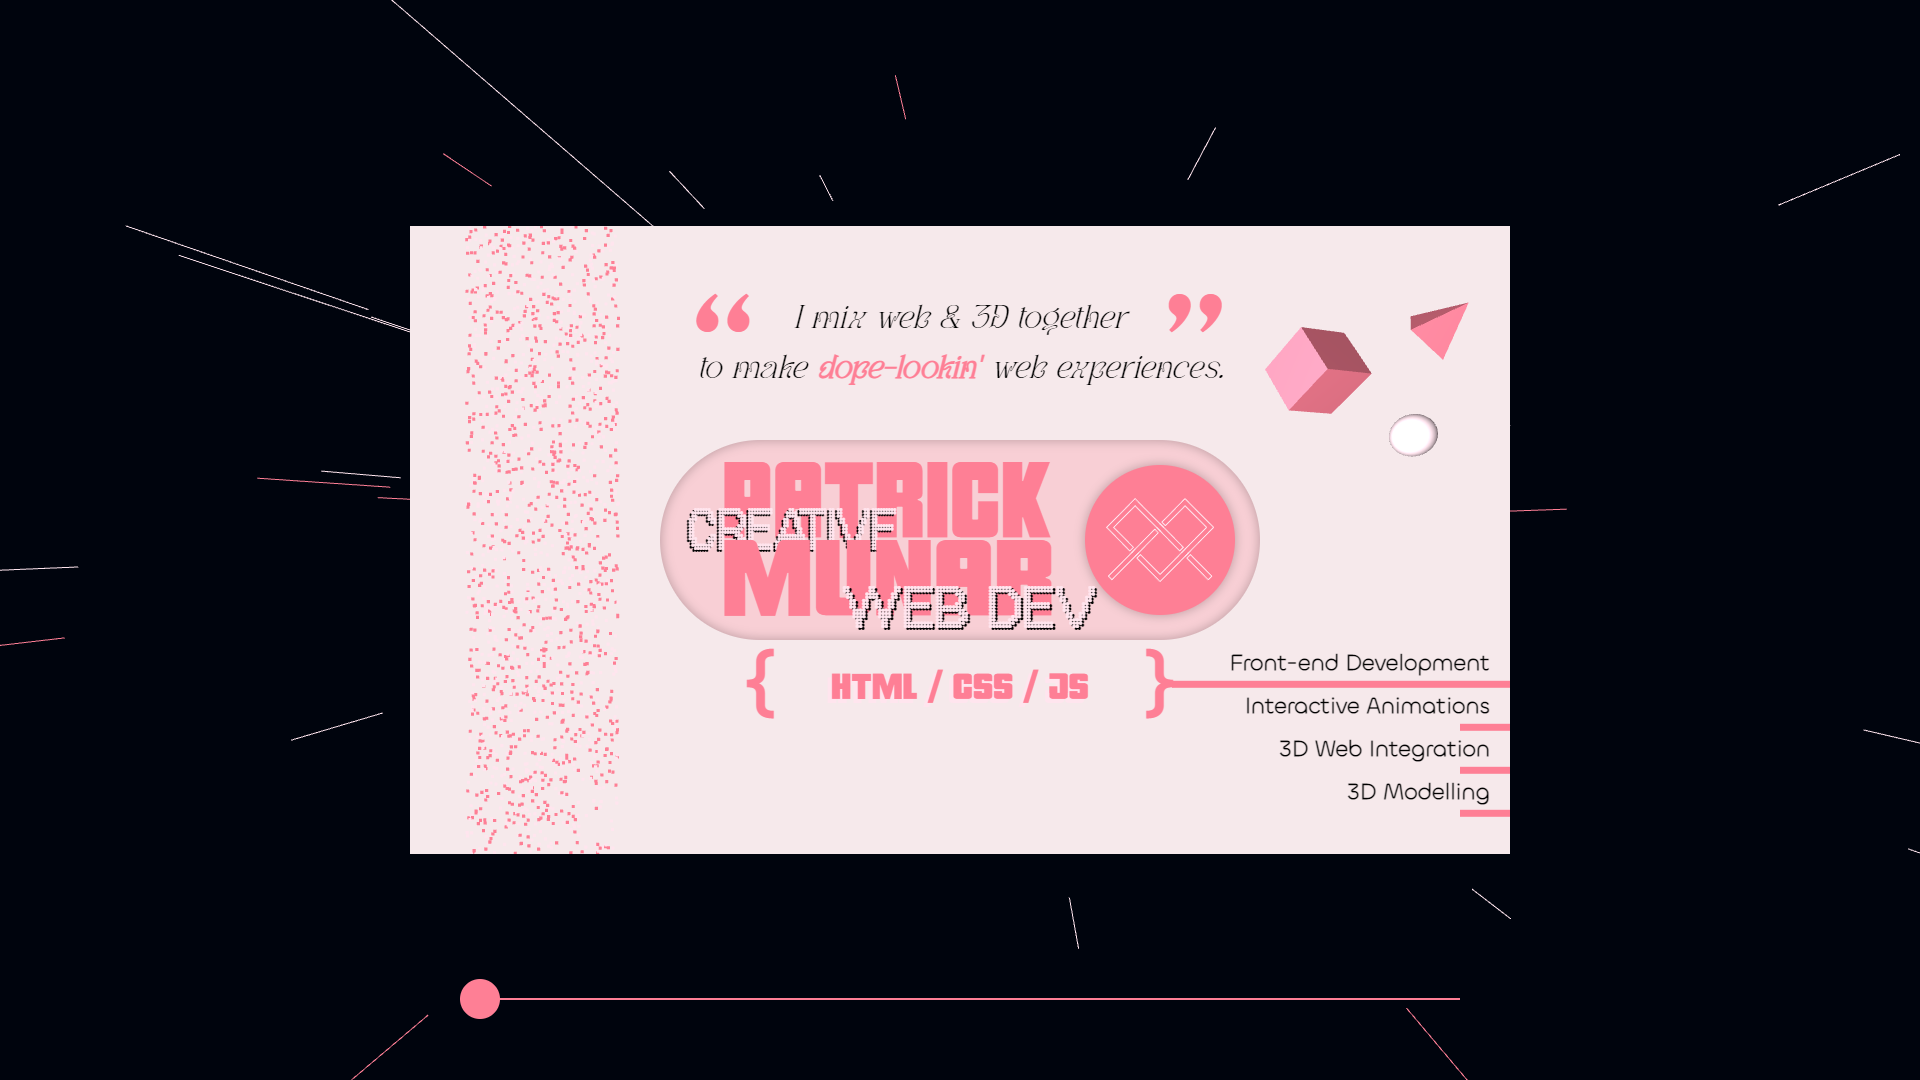 “ I mix web & 3D together ”
to make dope-lookin' web experiences.
PATRICK
CREATIVE
MUNAR
WEB DEV
{ HTML / CSS / JS }
Front-end Development
Interactive Animations
3D Web Integration
3D Modelling